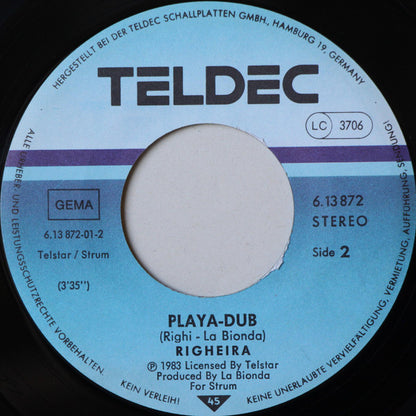 HERGESTELLT BEI DER TELDEC SCHALLPLATTEN GMBH, HAMBURG 19, GERMANY
TELDEC
LC 3706
GEMA
6.13 872-01-2
Telstar / Strum
(3'35'')
6.13 872
STEREO
Side 2
PLAYA-DUB
(Righi - La Bionda)
RIGHEIRA
Ⓟ 1983 Licensed By Telstar
Produced By La Bionda
For Strum
45
ALLE URHEBER UND LEISTUNGSSCHUTZRECHTE VORBEHALTEN.
KEIN VERLEIH!
KEINE UNERLAUBTE VERVIELFÄLTIGUNG, VERMIETUNG, AUFFÜHRUNG, SENDUNG!